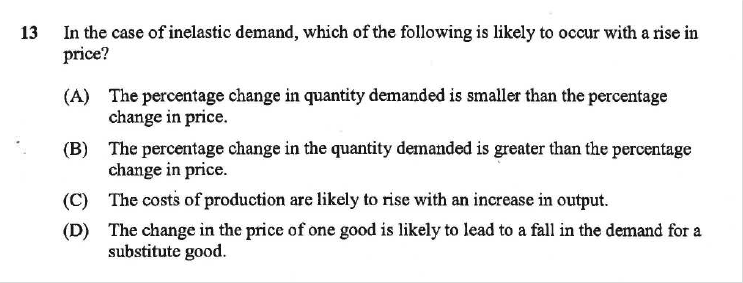 13 In the case of inelastic demand, which of the following is likely to occur with a rise in
price?
(A) The percentage change in quantity demanded is smaller than the percentage
change in price.
(B) The percentage change in the quantity demanded is greater than the percentage
change in price.
(C) The costs of production are likely to rise with an increase in output.
(D) The change in the price of one good is likely to lead to a fall in the demand for a
substitute good.